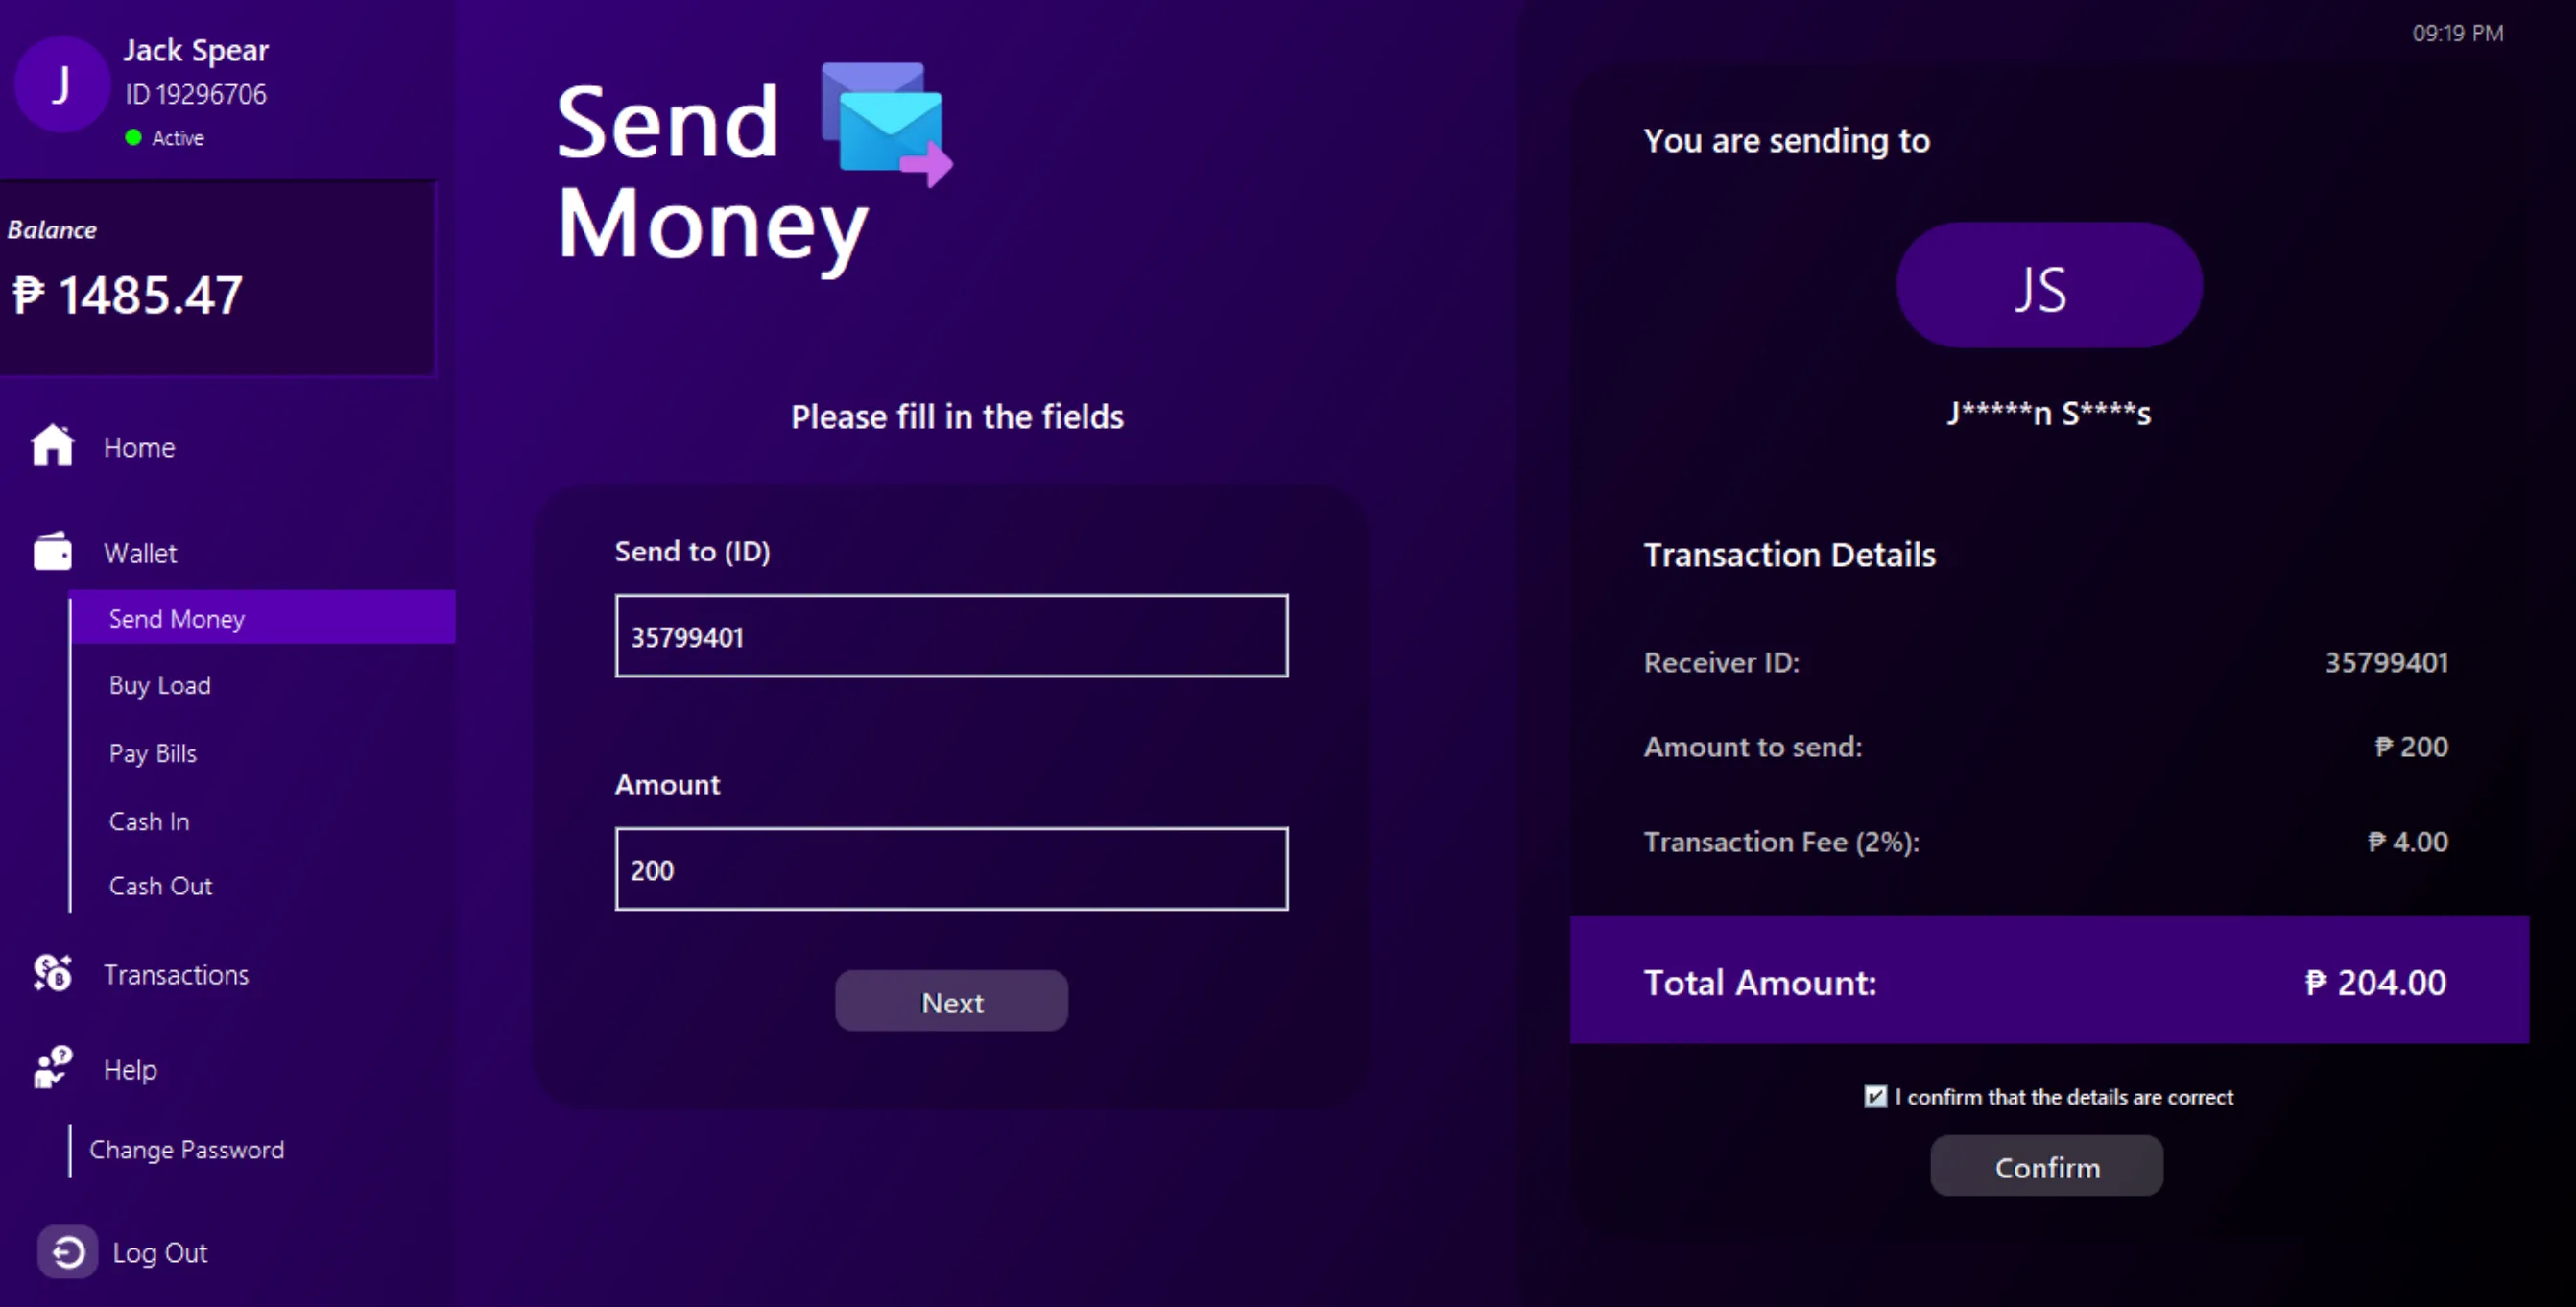 J
Jack Spear
ID 19296706
Active
Balance
₱ 1485.47
Home
Wallet
Send Money
Buy Load
Pay Bills
Cash In
Cash Out
Transactions
Help
Change Password
Log Out
Send
Money
Please fill in the fields
Send to (ID)
35799401
Amount
200
Next
09:19 PM
You are sending to
JS
J*****n S****s
Transaction Details
Receiver ID: 35799401
Amount to send: ₱ 200
Transaction Fee (2%): ₱ 4.00
Total Amount: ₱ 204.00
I confirm that the details are correct
Confirm